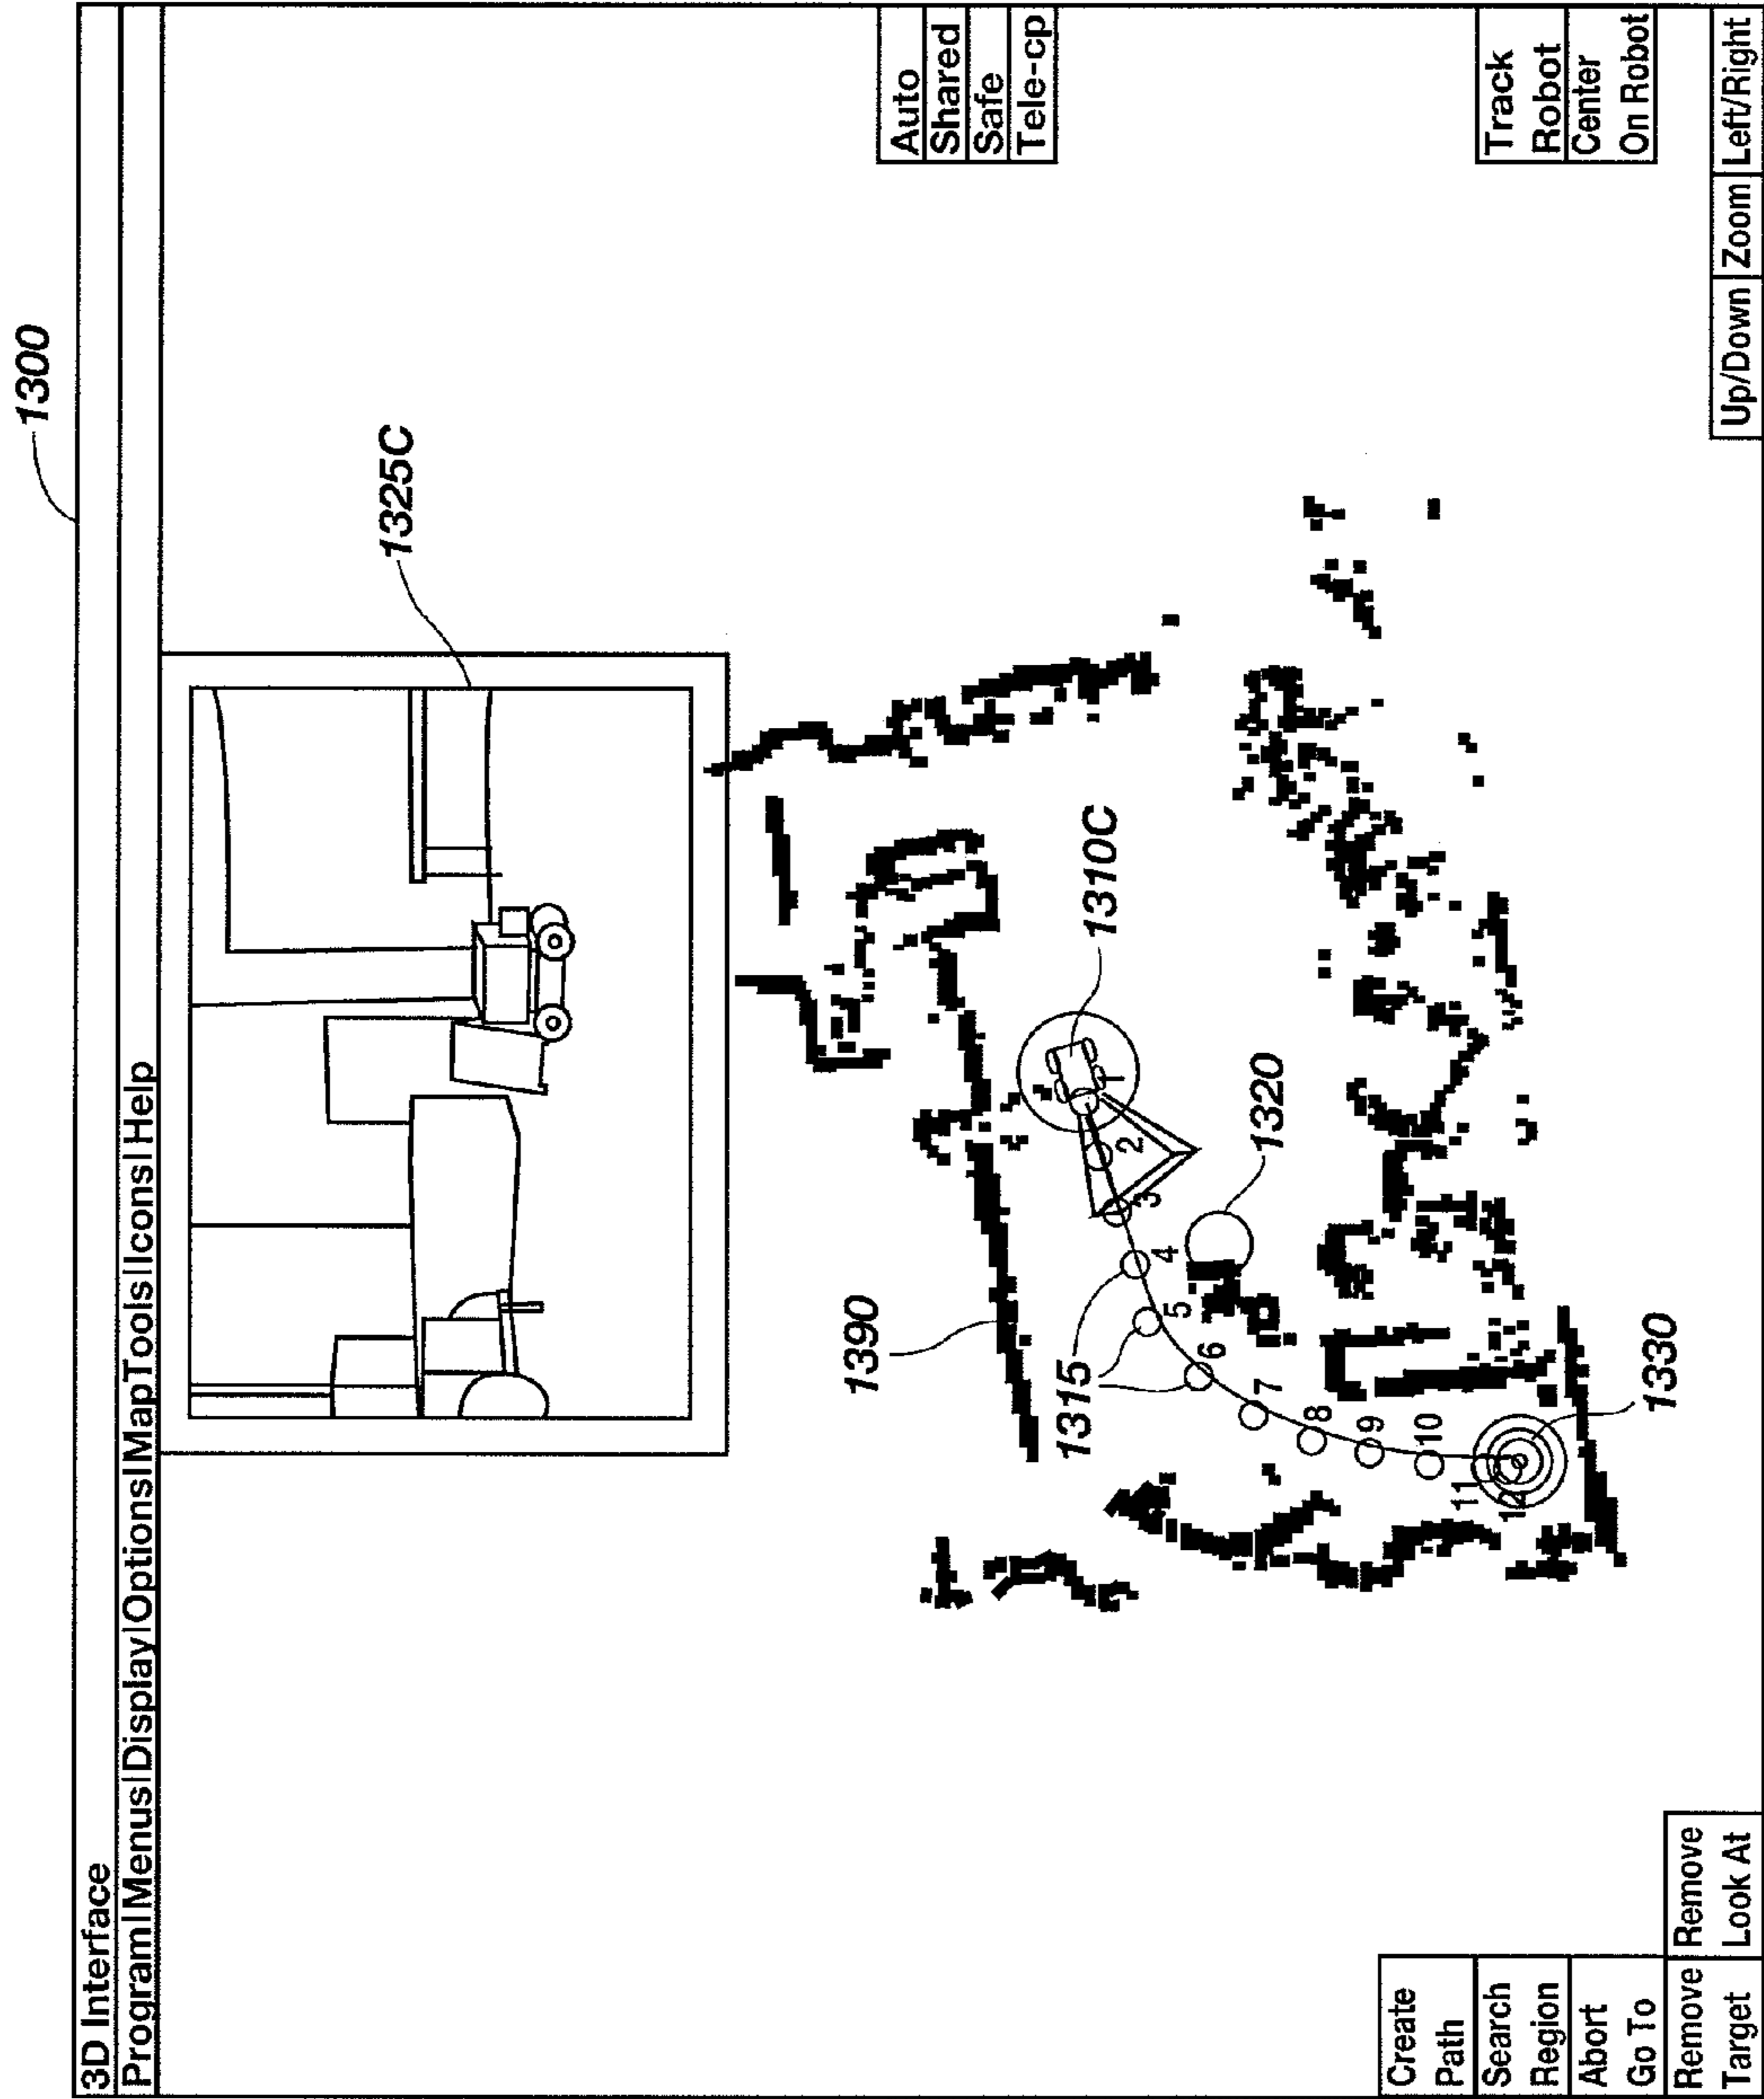 1300
3D Interface
Program|Menus|Display|Options|MapTools|Icons|Help
1325C
Auto
Shared
Safe
Tele-cp
1390
1310C
1315
1320
1
2
3
4
5
6
7
8
9
10
11
12
1330
Create
Path
Search
Region
Abort
Go To
Remove
Target
Remove
Look At
Track
Robot
Center
On Robot
Up/Down
Zoom
Left/Right